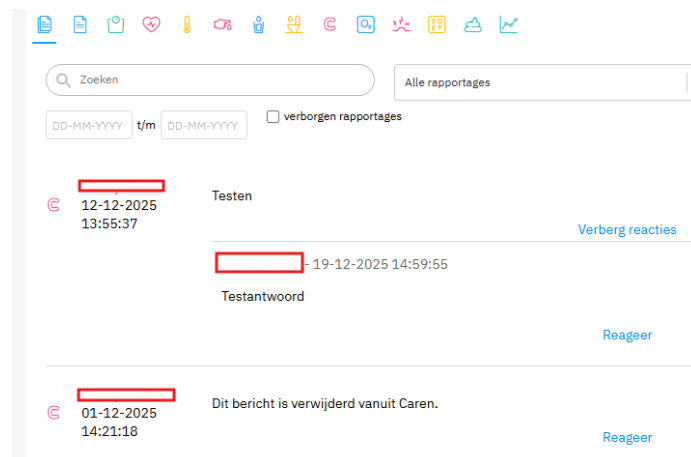 Zoeken
Alle rapportages
DD-MM-YYYY t/m DD-MM-YYYY verborgen rapportages
Testen
12-12-2025
13:55:37
Verberg reacties
- 19-12-2025 14:59:55
Testantwoord
Reageer
Dit bericht is verwijderd vanuit Caren.
01-12-2025
14:21:18
Reageer